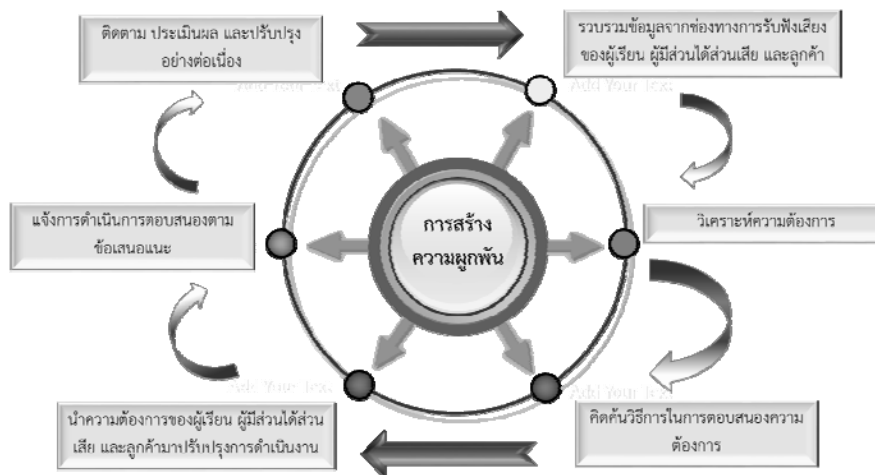 ติดตาม ประเมินผล และปรับปรุง
อย่างต่อเนื่อง
รวบรวมข้อมูลจากช่องทางการรับฟังเสียง
ของผู้เรียน ผู้มีส่วนได้ส่วนเสีย และลูกค้า
Add Your Text
Add Your Text
แจ้งการดำเนินการตอบสนองตาม
ข้อเสนอแนะ
การสร้าง
ความผูกพัน
วิเคราะห์ความต้องการ
Add Your Text
Add Your Text
นำความต้องการของผู้เรียน ผู้มีส่วนได้ส่วน
เสีย และลูกค้ามาปรับปรุงการดำเนินงาน
คิดค้นวิธีการในการตอบสนองความ
ต้องการ